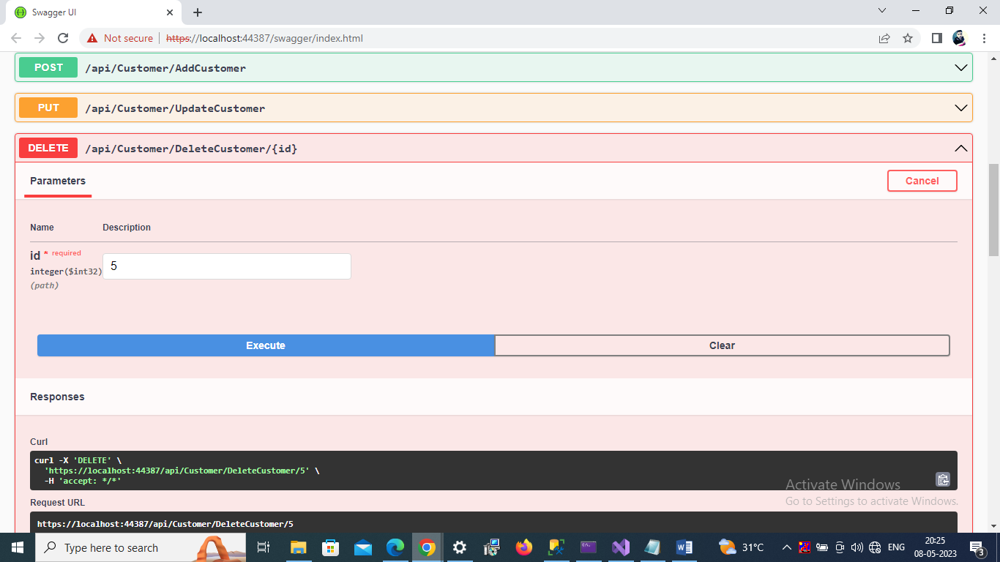 Swagger UI
Not secure https://localhost:44387/swagger/index.html
POST /api/Customer/AddCustomer
PUT /api/Customer/UpdateCustomer
DELETE /api/Customer/DeleteCustomer/{id}
Parameters Cancel
Name Description
id * required
5
integer($int32)
(path)
Execute Clear
Responses
Curl
curl -X 'DELETE' \
'https://localhost:44387/api/Customer/DeleteCustomer/5' \
-H 'accept: */*'
Activate Windows
Go to Settings to activate Windows.
Request URL
https://localhost:44387/api/Customer/DeleteCustomer/5
Type here to search
31°C
ENG
20:25
08-05-2023
3